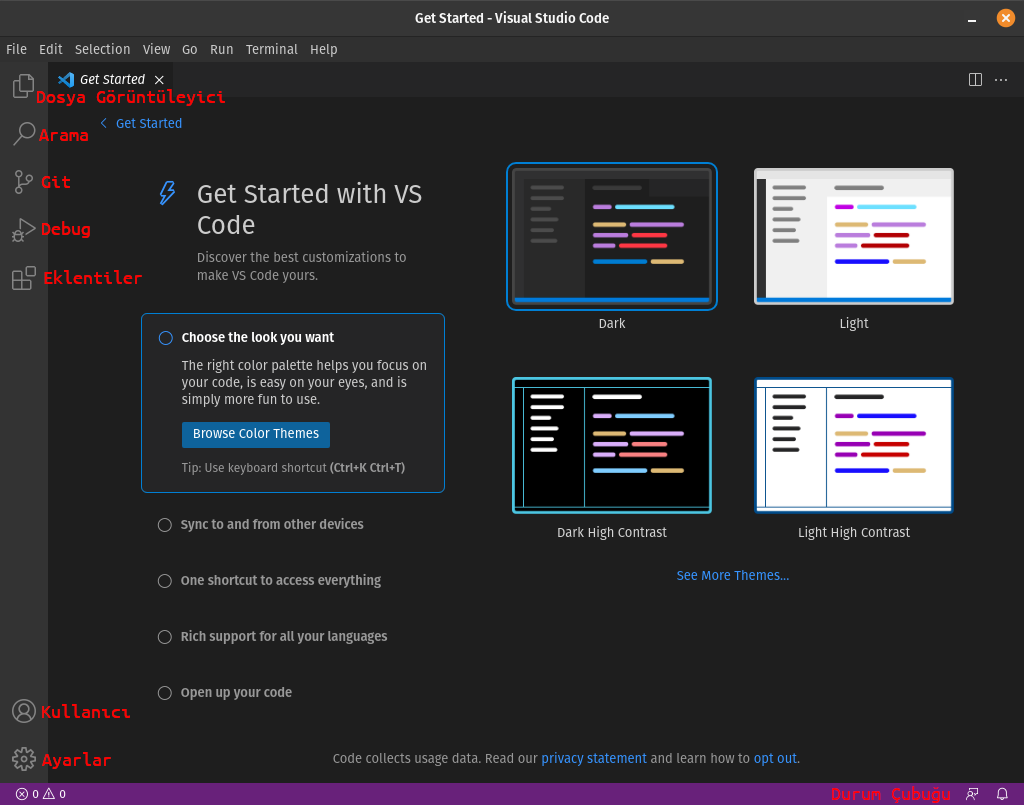 Get Started - Visual Studio Code
File Edit Selection View Go Run Terminal Help
Get Started
Dosya Görüntüleyici
Get Started
Arama
Git
Debug
Eklentiler
Get Started with VS
Code
Discover the best customizations to
make VS Code yours.
Choose the look you want
The right color palette helps you focus on
your code, is easy on your eyes, and is
simply more fun to use.
Browse Color Themes
Tip: Use keyboard shortcut (Ctrl+K Ctrl+T)
Sync to and from other devices
One shortcut to access everything
Rich support for all your languages
Open up your code
Dark
Light
Dark High Contrast
Light High Contrast
See More Themes...
Kullanıcı
Ayarlar
Code collects usage data. Read our privacy statement and learn how to opt out.
0 0
Durum Çubuğu